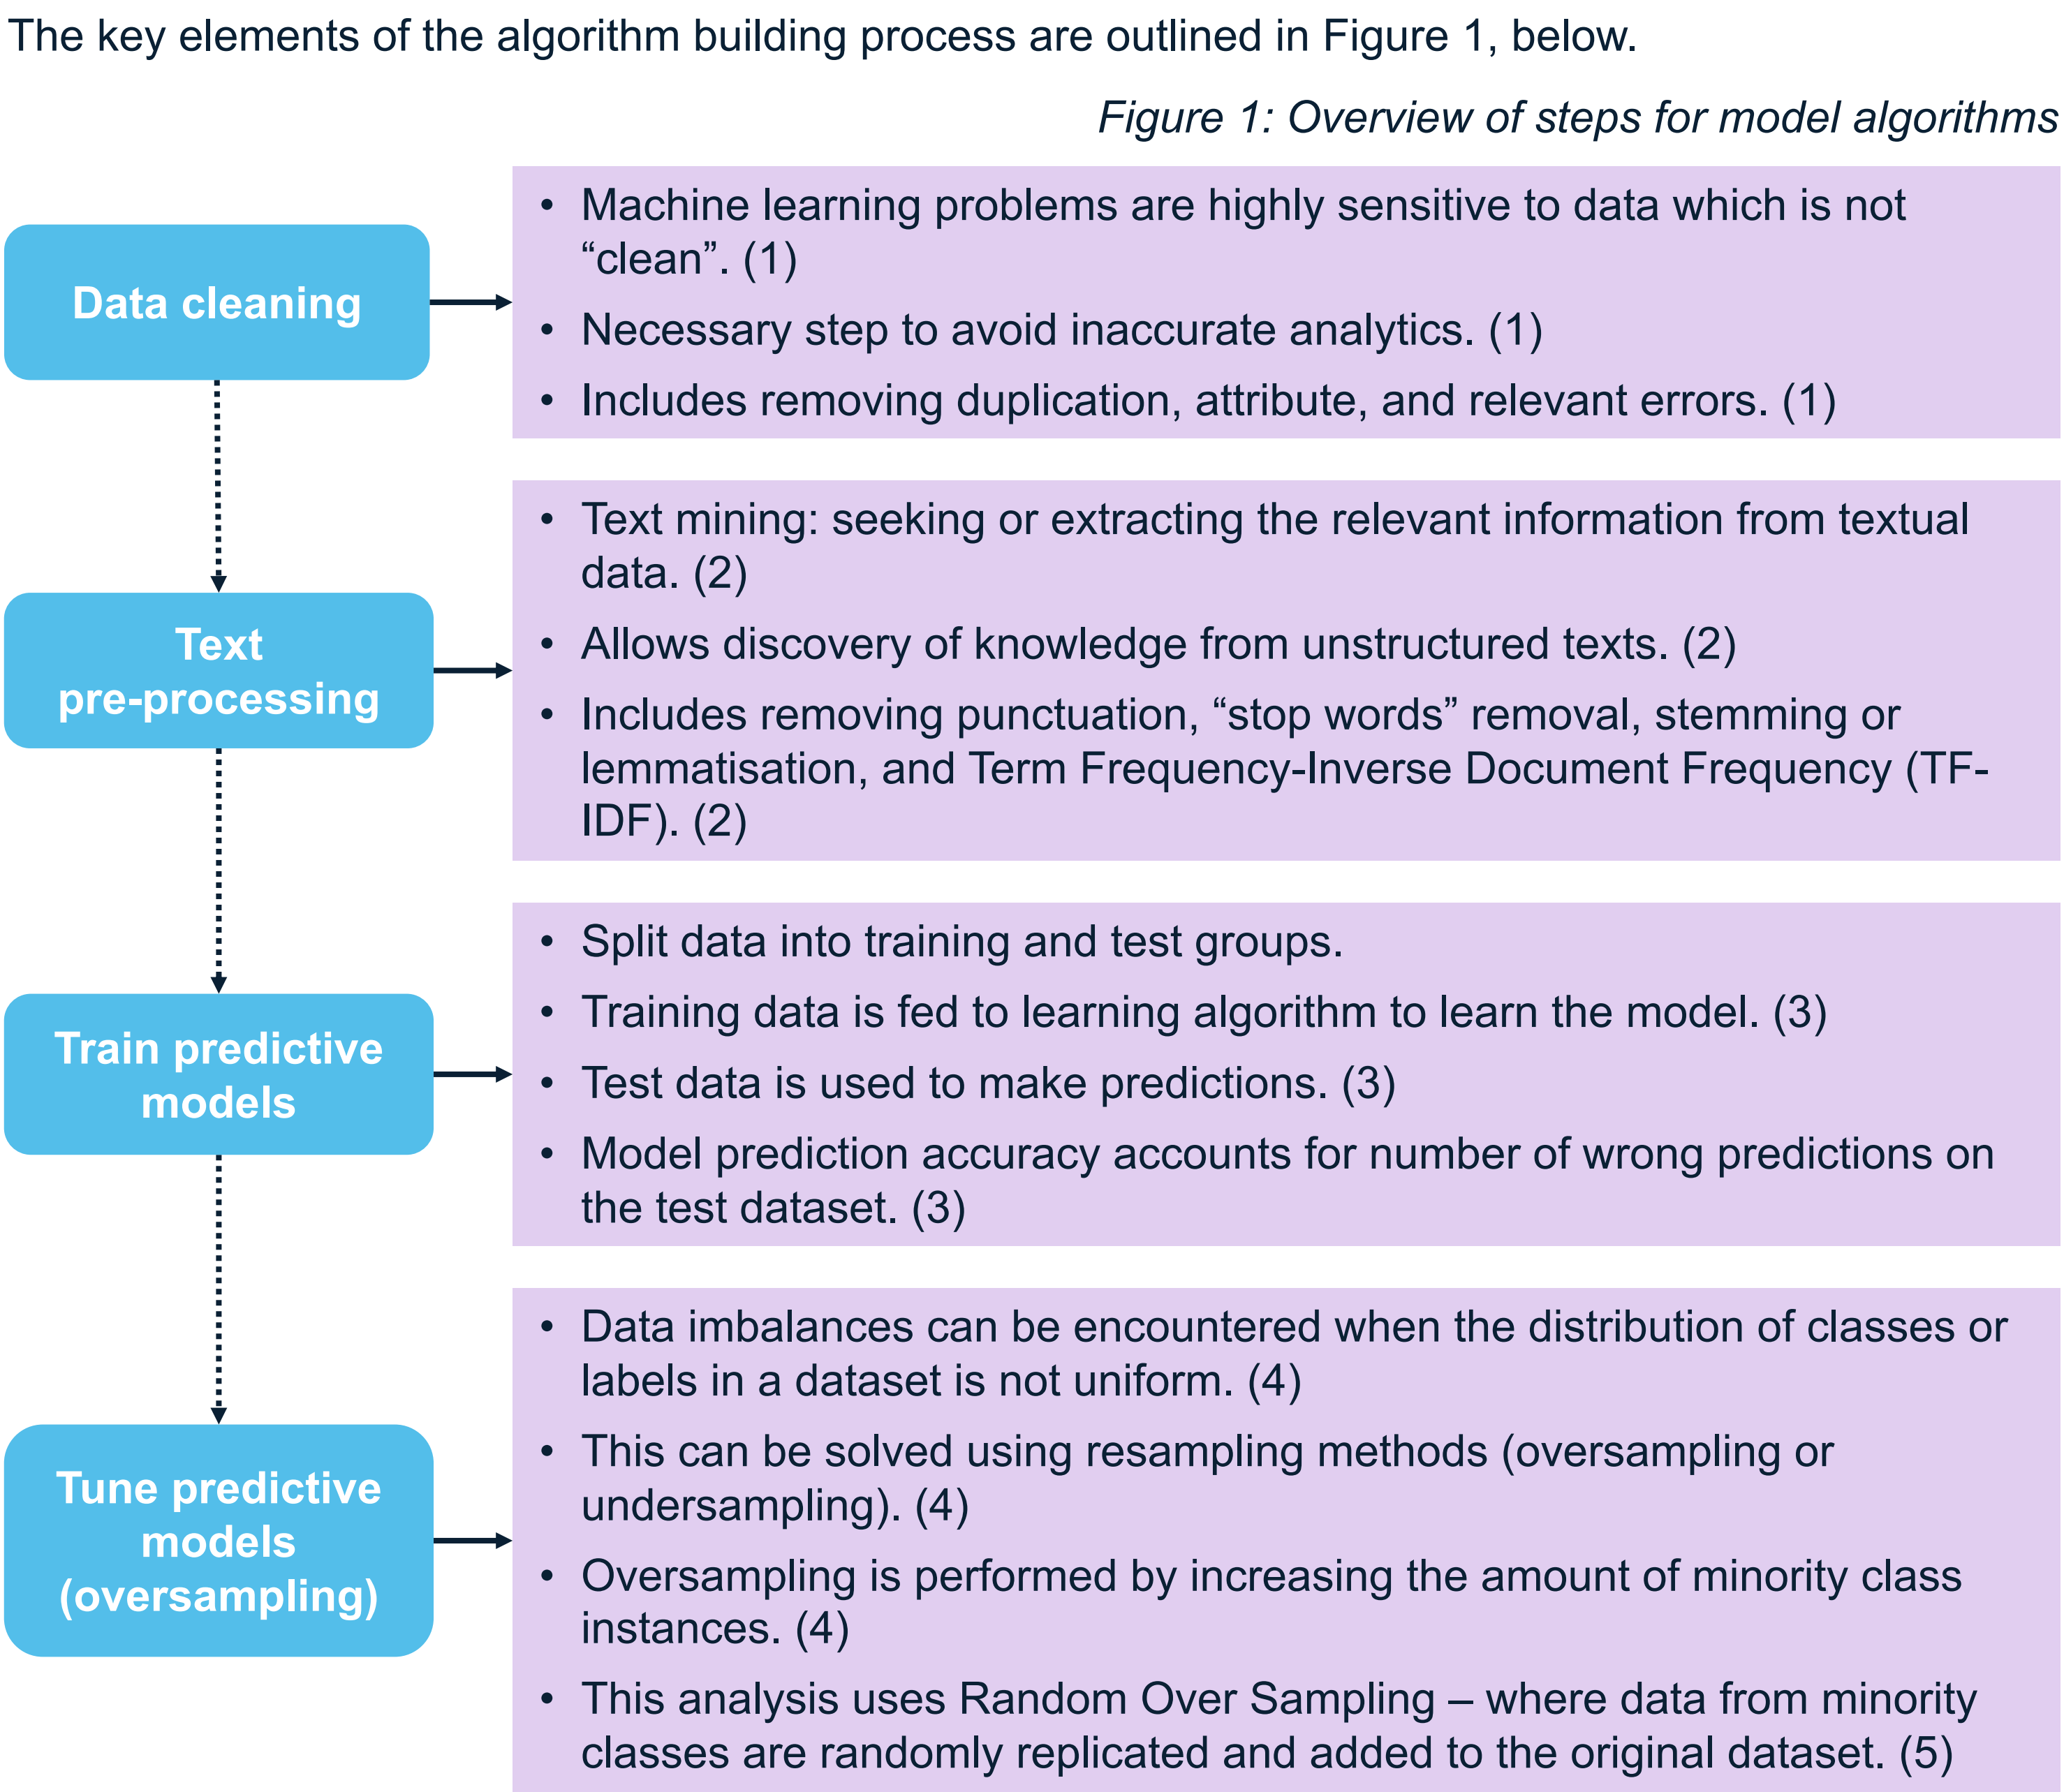 The key elements of the algorithm building process are outlined in Figure 1, below.
Figure 1: Overview of steps for model algorithms
Data cleaning
• Machine learning problems are highly sensitive to data which is not
“clean”. (1)
• Necessary step to avoid inaccurate analytics. (1)
• Includes removing duplication, attribute, and relevant errors. (1)
Text
pre-processing
• Text mining: seeking or extracting the relevant information from textual
data. (2)
• Allows discovery of knowledge from unstructured texts. (2)
• Includes removing punctuation, “stop words” removal, stemming or
lemmatisation, and Term Frequency-Inverse Document Frequency (TF-
IDF). (2)
Train predictive
models
• Split data into training and test groups.
• Training data is fed to learning algorithm to learn the model. (3)
• Test data is used to make predictions. (3)
• Model prediction accuracy accounts for number of wrong predictions on
the test dataset. (3)
Tune predictive
models
(oversampling)
• Data imbalances can be encountered when the distribution of classes or
labels in a dataset is not uniform. (4)
• This can be solved using resampling methods (oversampling or
undersampling). (4)
• Oversampling is performed by increasing the amount of minority class
instances. (4)
• This analysis uses Random Over Sampling – where data from minority
classes are randomly replicated and added to the original dataset. (5)